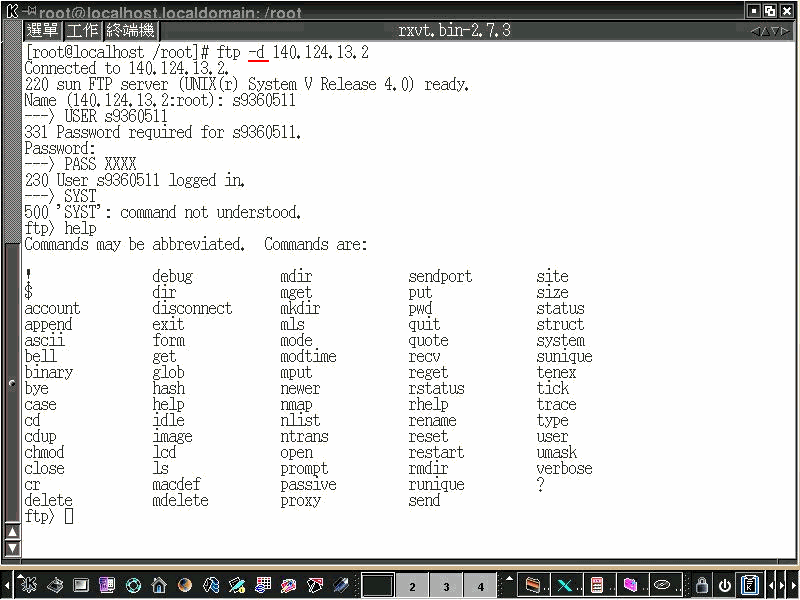 root@localhost.localdomain: /root
選單 工作 終端機 rxvt.bin-2.7.3
[root@localhost /root]# ftp -d 140.124.13.2
Connected to 140.124.13.2.
220 sun FTP server (UNIX(r) System V Release 4.0) ready.
Name (140.124.13.2:root): s9360511
---> USER s9360511
331 Password required for s9360511.
Password:
---> PASS XXXX
230 User s9360511 logged in.
---> SYST
500 'SYST': command not understood.
ftp> help
Commands may be abbreviated.  Commands are:
! debug mdir sendport site
$ dir mget put size
account disconnect mkdir pwd status
append exit mls quit struct
ascii form mode quote system
bell get modtime recv sunique
binary glob mput reget tenex
bye hash newer rstatus tick
case help nmap rhelp trace
cd idle nlist rename type
cdup image ntrans reset user
chmod lcd open restart umask
close ls prompt rmdir verbose
cr macdef passive runique ?
delete mdelete proxy send
ftp>
2 3 4